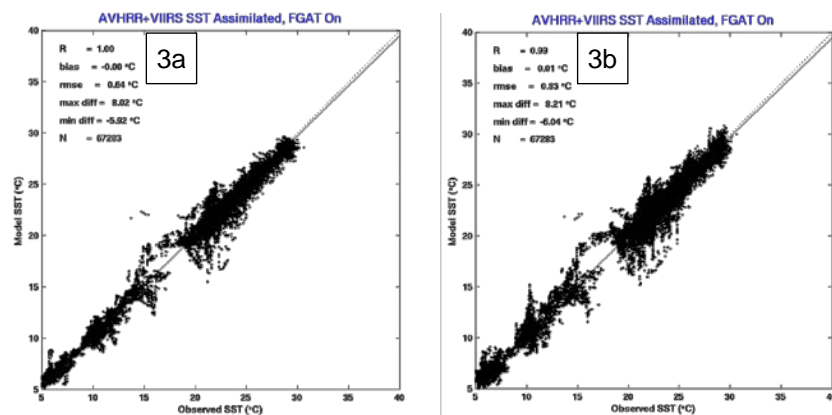 AVHRR+VIIRS SST Assimilated, FGAT On
3a
R = 1.00
bias = -0.00 °C
rmse = 0.64 °C
max diff = 8.02 °C
min diff = -5.92 °C
N = 67283
40
35
30
25
20
15
10
5
Model SST (°C)
5 10 15 20 25 30 35 40
Observed SST (°C)
AVHRR+VIIRS SST Assimilated, FGAT On
3b
R = 0.99
bias = 0.01 °C
rmse = 0.83 °C
max diff = 8.21 °C
min diff = -6.04 °C
N = 67283
40
35
30
25
20
15
10
5
Model SST (°C)
5 10 15 20 25 30 35 40
Observed SST (°C)